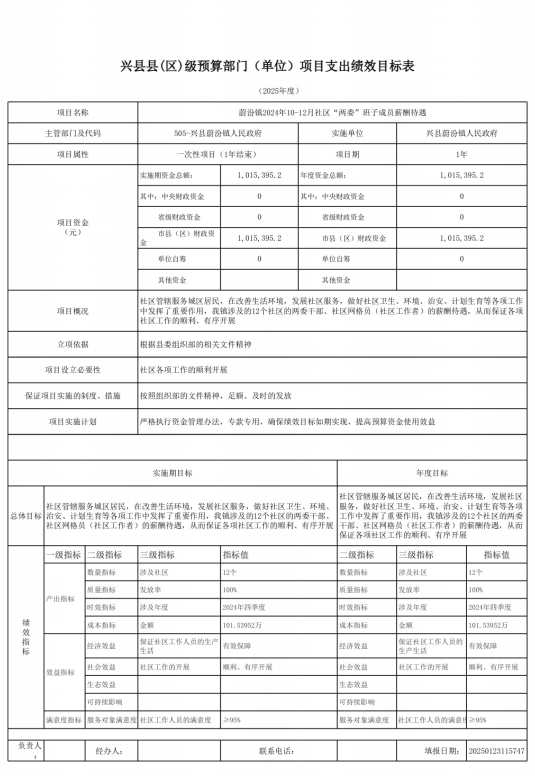 兴县县(区)级预算部门（单位）项目支出绩效目标表
（2025年度）
项目名称 蔚汾镇2024年10-12月社区“两委”班子成员薪酬待遇
主管部门及代码 505-兴县蔚汾镇人民政府 实施单位 兴县蔚汾镇人民政府
项目属性 一次性项目（1年结束） 项目期 1年
项目资金（元）
实施期资金总额： 1,015,395.2 年度资金总额： 1,015,395.2
其中：中央财政资金 0 其中：中央财政资金 0
省级财政资金 0 省级财政资金 0
市县（区）财政资金 1,015,395.2 市县（区）财政资金 1,015,395.2
单位自筹 0 单位自筹 0
其他资金 其他资金
项目概况
社区管辖服务城区居民，在改善生活环境，发展社区服务，做好社区卫生、环境、治安、计划生育等各项工作
中发挥了重要作用，我镇涉及的12个社区的两委干部、社区网格员（社区工作者）的薪酬待遇，从而保证各项
社区工作的顺利、有序开展
立项依据 根据县委组织部的相关文件精神
项目设立必要性 社区各项工作的顺利开展
保证项目实施的制度、措施 按照组织部的文件精神，足额、及时的发放
项目实施计划 严格执行资金管理办法，专款专用，确保绩效目标如期实现，提高预算资金使用效益
实施期目标 年度目标
总体目标
社区管辖服务城区居民，在改善生活环境，发展社区服务，做好社区卫生、环境、
治安、计划生育等各项工作中发挥了重要作用，我镇涉及的12个社区的两委干部、
社区网格员（社区工作者）的薪酬待遇，从而保证各项社区工作的顺利、有序开展
社区管辖服务城区居民，在改善生活环境，发展社区
服务，做好社区卫生、环境、治安、计划生育等各项
工作中发挥了重要作用，我镇涉及的12个社区的两委
干部、社区网格员（社区工作者）的薪酬待遇，从而
保证各项社区工作的顺利、有序开展
绩效指标
一级指标 二级指标 三级指标 指标值 二级指标 三级指标 指标值
产出指标
数量指标 涉及社区 12个 数量指标 涉及社区 12个
质量指标 发放率 100% 质量指标 发放率 100%
时效指标 涉及年度 2024年四季度 时效指标 涉及年度 2024年四季度
成本指标 金额 101.53952万 成本指标 金额 101.53952万
效益指标
经济效益 保证社区工作人员的生产生活 有效保障 经济效益 保证社区工作人员的生产生活 有效保障
社会效益 社区工作的开展 顺利、有序开展 社会效益 社区工作的开展 顺利、有序开展
生态效益 生态效益
可持续影响 可持续影响
满意度指标 服务对象满意度 社区工作人员的满意度 ≥95% 服务对象满意度 社区工作人员的满意度 ≥95%
负责人： 经办人： 联系电话： 填报日期： 20250123115747